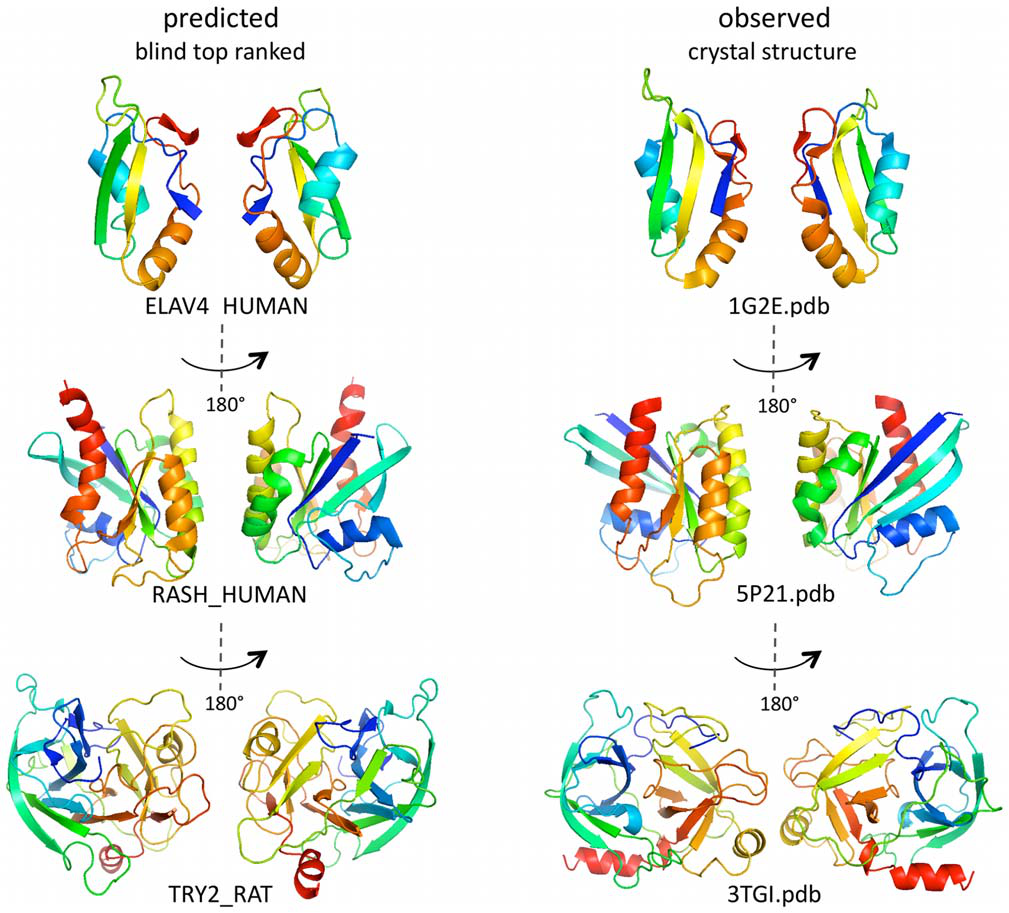 predicted
blind top ranked
observed
crystal structure
ELAV4 HUMAN
1G2E.pdb
180°
180°
RASH_HUMAN
5P21.pdb
180°
180°
TRY2_RAT
3TGI.pdb